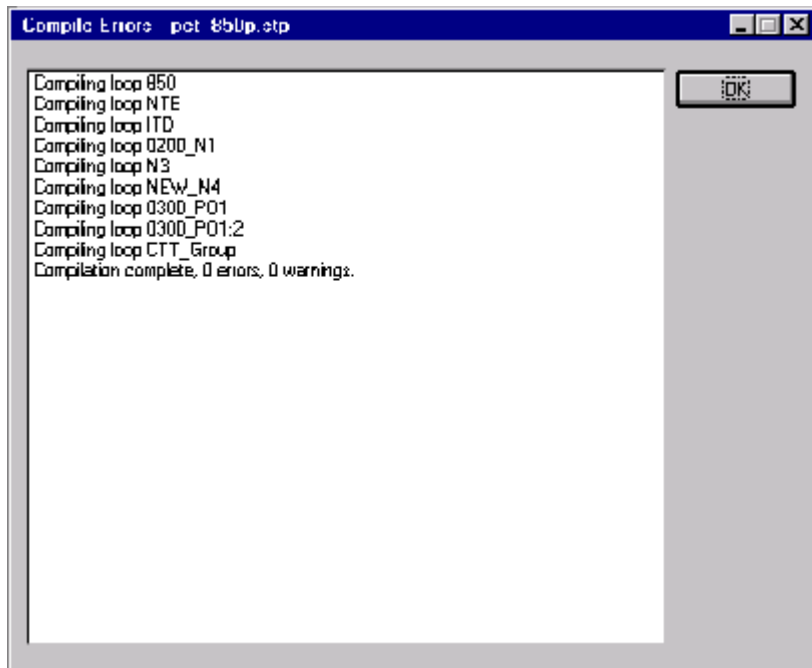 Compile Errors - pet_850p.stp
Compiling loop 850
OK
Compiling loop NTE
Compiling loop ITD
Compiling loop 0200_N1
Compiling loop N3
Compiling loop NEW_N4
Compiling loop 0300_PO1
Compiling loop 0300_PO1:2
Compiling loop CTT_Group
Compilation complete, 0 errors, 0 warnings.